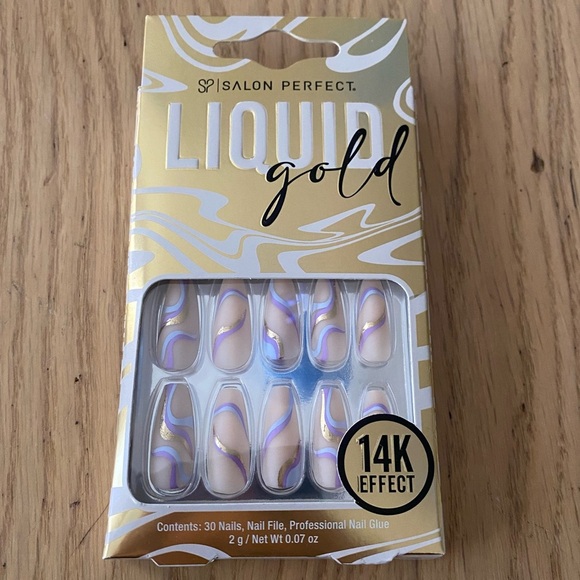 SP | SALON PERFECT®
LIQUID
gold
14K
EFFECT
Contents: 30 Nails, Nail File, Professional Nail Glue
2 g / Net Wt 0.07 oz